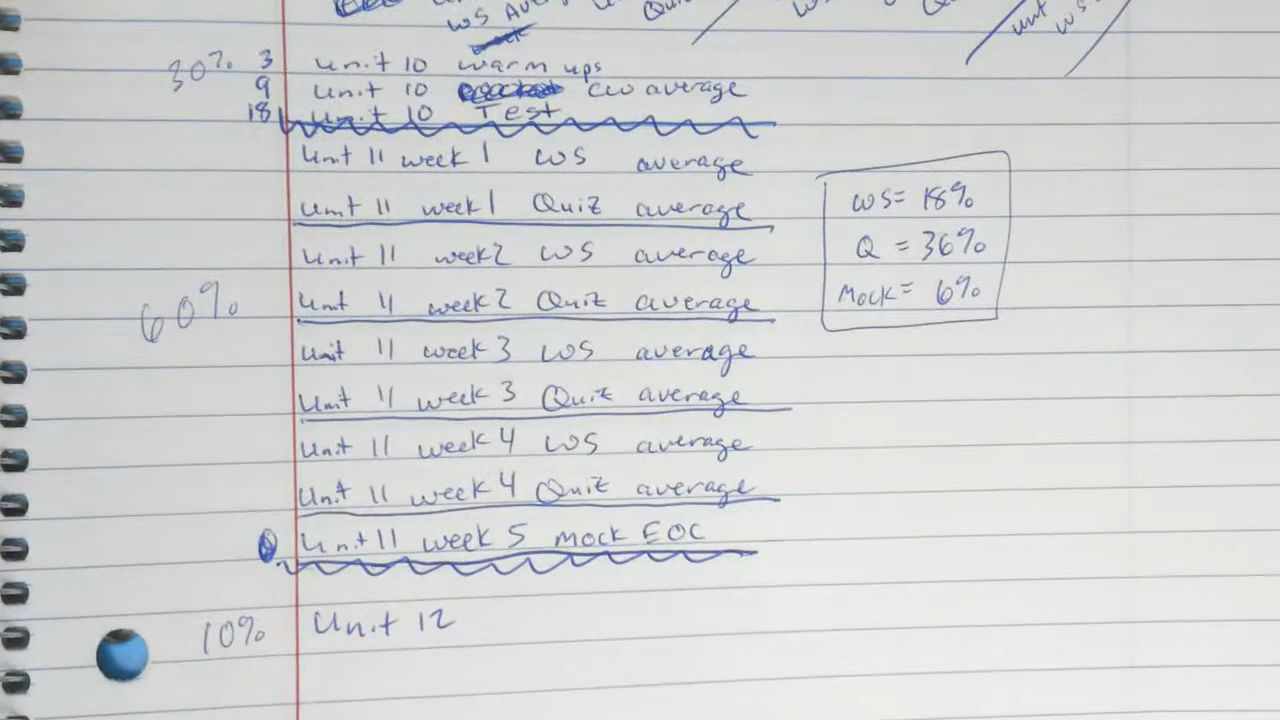 WS Aver
30% 3 Unit 10 warm ups
9 Unit 10 CW average
18 Unit 10 Test
Unit 11 week 1 WS average
Unit 11 week 1 Quiz average
Unit 11 week 2 WS average
Unit 11 week 2 Quiz average
60%
Unit 11 week 3 WS average
Unit 11 week 3 Quiz average
Unit 11 week 4 WS average
Unit 11 week 4 Quiz average
Unit 11 week 5 Mock EOC
10% Unit 12
WS = 18%
Q = 36%
Mock = 6%